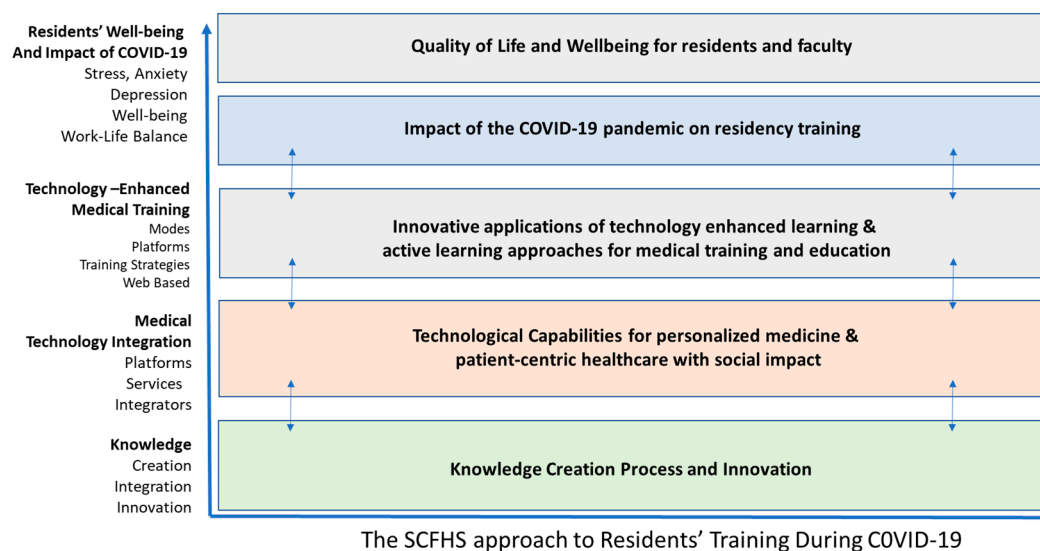 Residents' Well-being
And Impact of COVID-19
Stress, Anxiety
Depression
Well-being
Work-Life Balance
Quality of Life and Wellbeing for residents and faculty
Impact of the COVID-19 pandemic on residency training
Technology –Enhanced
Medical Training
Modes
Platforms
Training Strategies
Web Based
Innovative applications of technology enhanced learning &
active learning approaches for medical training and education
Medical
Technology Integration
Platforms
Services
Integrators
Technological Capabilities for personalized medicine &
patient-centric healthcare with social impact
Knowledge
Creation
Integration
Innovation
Knowledge Creation Process and Innovation
The SCFHS approach to Residents' Training During C0VID-19